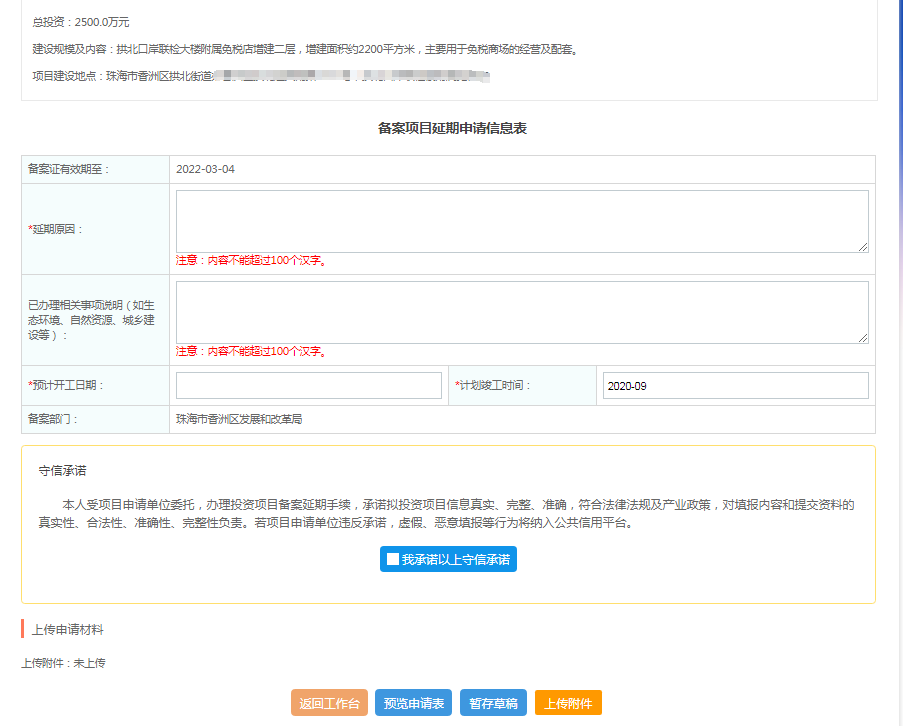 总投资：2500.0万元
建设规模及内容：拱北口岸联检大楼附属免税店增建二层，增建面积约2200平方米，主要用于免税商场的经营及配套。
项目建设地点：珠海市香洲区拱北街道
备案项目延期申请信息表
备案证有效期至：
2022-03-04
*延期原因：
注意：内容不能超过100个汉字。
已办理相关事项说明（如生
态环境、自然资源、城乡建
设等）：
注意：内容不能超过100个汉字。
*预计开工日期：
*计划竣工时间：
2020-09
备案部门：
珠海市香洲区发展和改革局
守信承诺
本人受项目申请单位委托，办理投资项目备案延期手续，承诺拟投资项目信息真实、完整、准确，符合法律法规及产业政策，对填报内容和提交资料的
真实性、合法性、准确性、完整性负责。若项目申请单位违反承诺，虚假、恶意填报等行为将纳入公共信用平台。
我承诺以上守信承诺
上传申请材料
上传附件：未上传
返回工作台 预览申请表 暂存草稿 上传附件